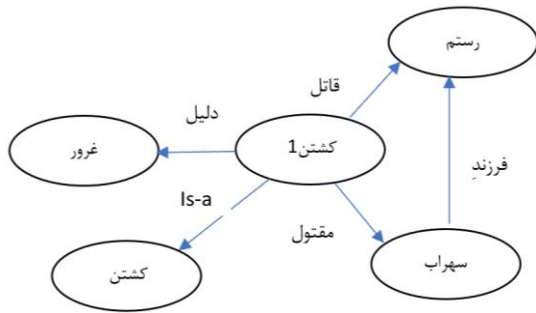 رستم
قاتل
دلیل
کشتن1
غرور
فرزندِ
Is-a
مقتول
سهراب
کشتن